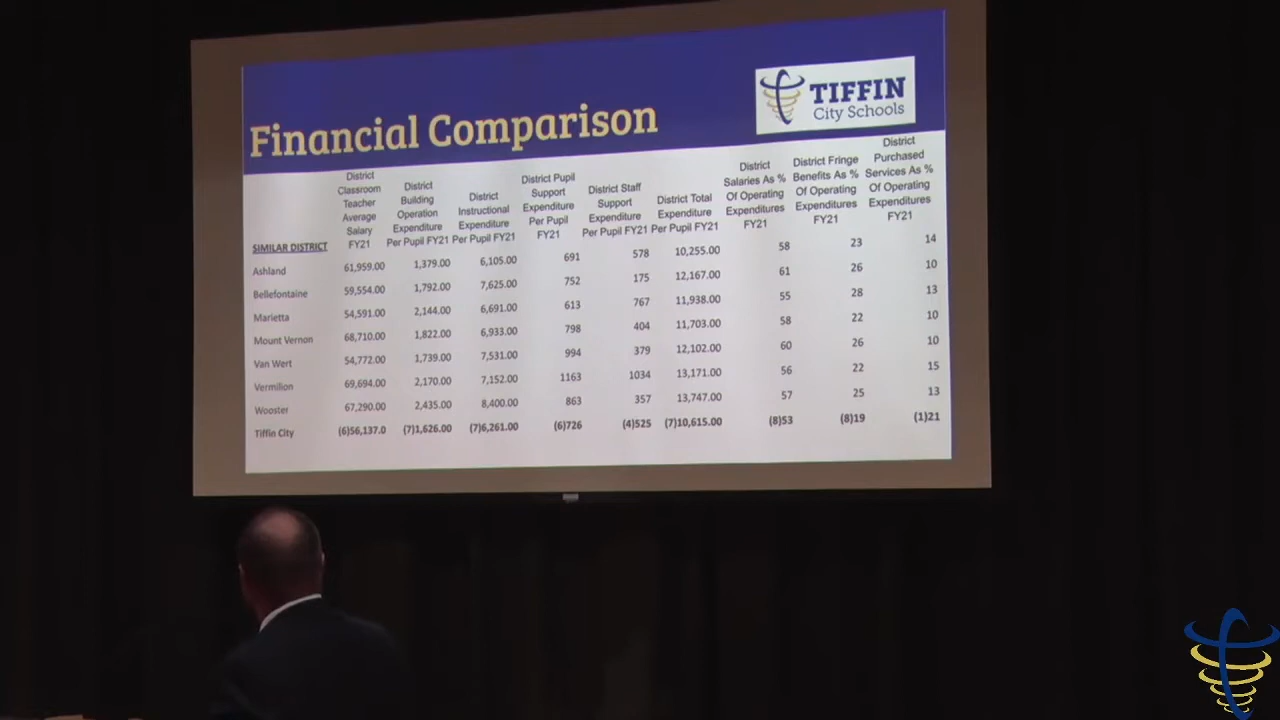 Financial Comparison
TIFFIN
City Schools
SIMILAR DISTRICT
District
Classroom
Teacher
Average
Salary
FY21
District
Building
Operation
Expenditure
Per Pupil FY21
District
Instructional
Expenditure
Per Pupil FY21
District Pupil
Support
Expenditure
Per Pupil
FY21
District Staff
Support
Expenditure
Per Pupil FY21
District Total
Expenditure
Per Pupil FY21
District
Salaries As %
Of Operating
Expenditures
FY21
District Fringe
Benefits As %
Of Operating
Expenditures
FY21
District
Purchased
Services As %
Of Operating
Expenditures
FY21
Ashland 61,959.00 1,379.00 6,105.00 691 578 10,255.00 58 23 14
Bellefontaine 59,554.00 1,792.00 7,625.00 752 175 12,167.00 61 26 10
Marietta 54,591.00 2,144.00 6,691.00 613 767 11,938.00 55 28 13
Mount Vernon 68,710.00 1,822.00 6,933.00 798 404 11,703.00 58 22 10
Van Wert 54,772.00 1,739.00 7,531.00 994 379 12,102.00 60 26 10
Vermilion 69,694.00 2,170.00 7,152.00 1163 1034 13,171.00 56 22 15
Wooster 67,290.00 2,435.00 8,400.00 863 357 13,747.00 57 25 13
Tiffin City (6)56,137.0 (7)1,626.00 (7)6,261.00 (6)726 (4)525 (7)10,615.00 (8)53 (8)19 (1)21